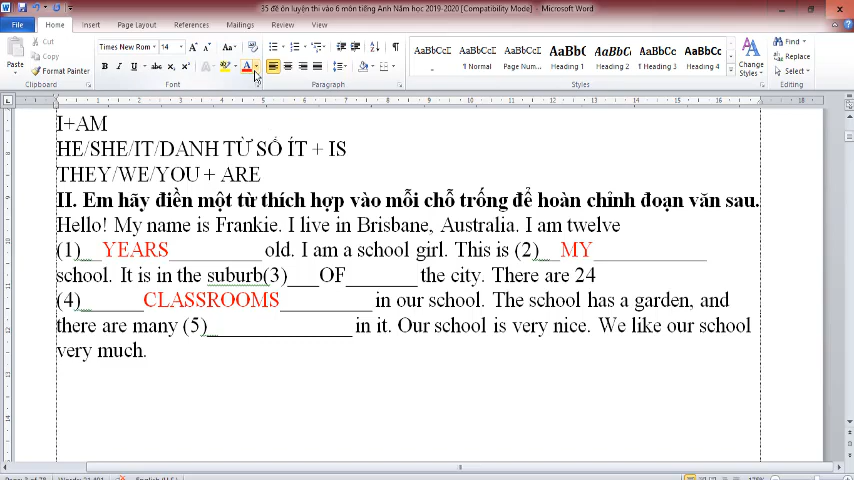 35 đề ôn luyện thi vào 6 môn tiếng Anh Năm học 2019-2020 [Compatibility Mode] - Microsoft Word
File Home Insert Page Layout References Mailings Review View
Cut
Copy
Format Painter
Paste
Clipboard
Times New Rom 14
Font
Paragraph
AaBbCcI AaBbCcI AaBbCcI AaBb( AaBbCc AaBbC AaBbCc
¶ Normal Page Num... Heading 1 Heading 2 Heading 3 Heading 4
Styles
Change Styles
Find
Replace
Select
Editing
I+AM
HE/SHE/IT/DANH TỪ SỐ ÍT + IS
THEY/WE/YOU + ARE
II. Em hãy điền một từ thích hợp vào mỗi chỗ trống để hoàn chỉnh đoạn văn sau.
Hello! My name is Frankie. I live in Brisbane, Australia. I am twelve
(1)__YEARS__________ old. I am a school girl. This is (2)__MY____________
school. It is in the suburb(3)___OF_______ the city. There are 24
(4)______CLASSROOMS_________ in our school. The school has a garden, and
there are many (5)_______________ in it. Our school is very nice. We like our school
very much.
English (U.S.)